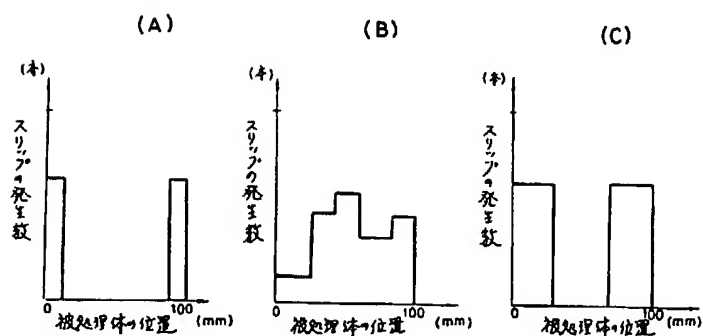 (A)
(本)
スリップの発生数
0
100
(mm)
被処理体の位置
(B)
(本)
スリップの発生数
0
100
(mm)
被処理体の位置
(C)
(本)
スリップの発生数
0
100
(mm)
被処理体の位置